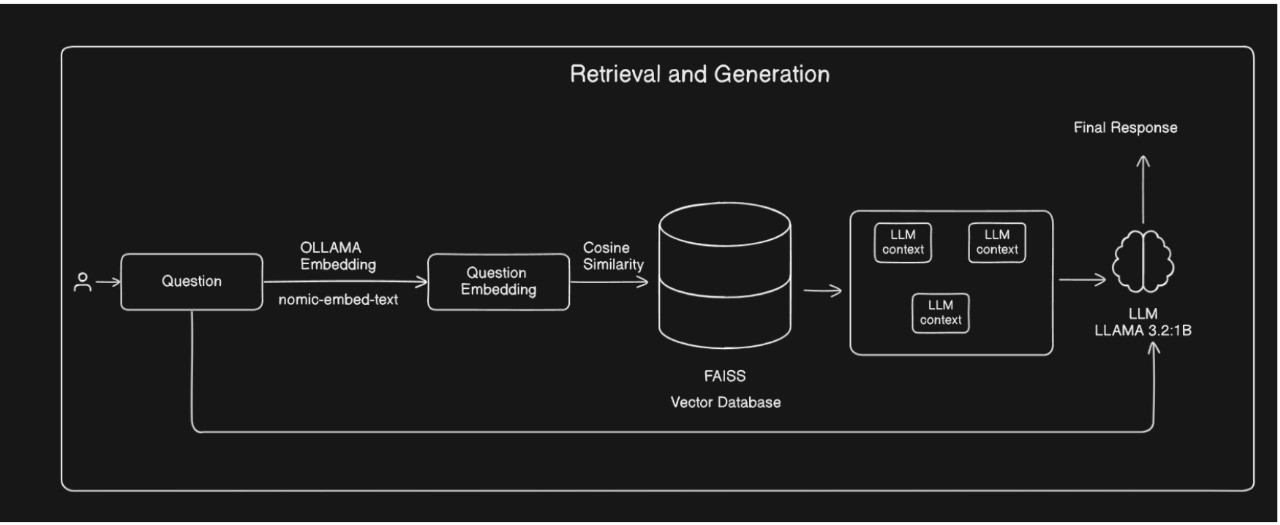 Retrieval and Generation
Final Response
Question
OLLAMA
Embedding
nomic-embed-text
Question
Embedding
Cosine
Similarity
FAISS
Vector Database
LLM
context
LLM
context
LLM
context
LLM
LLAMA 3.2:1B